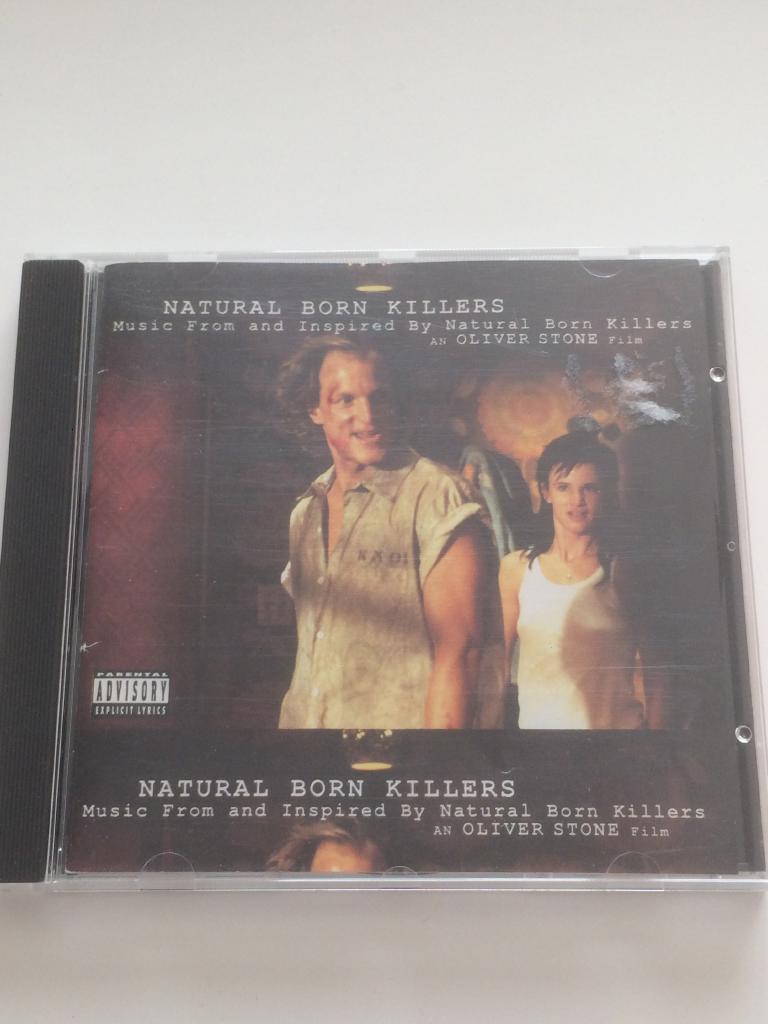 NATURAL BORN KILLERS
Music From and Inspired By Natural Born Killers
AN OLIVER STONE Film
PARENTAL
ADVISORY
EXPLICIT LYRICS
NATURAL BORN KILLERS
Music From and Inspired By Natural Born Killers
AN OLIVER STONE Film